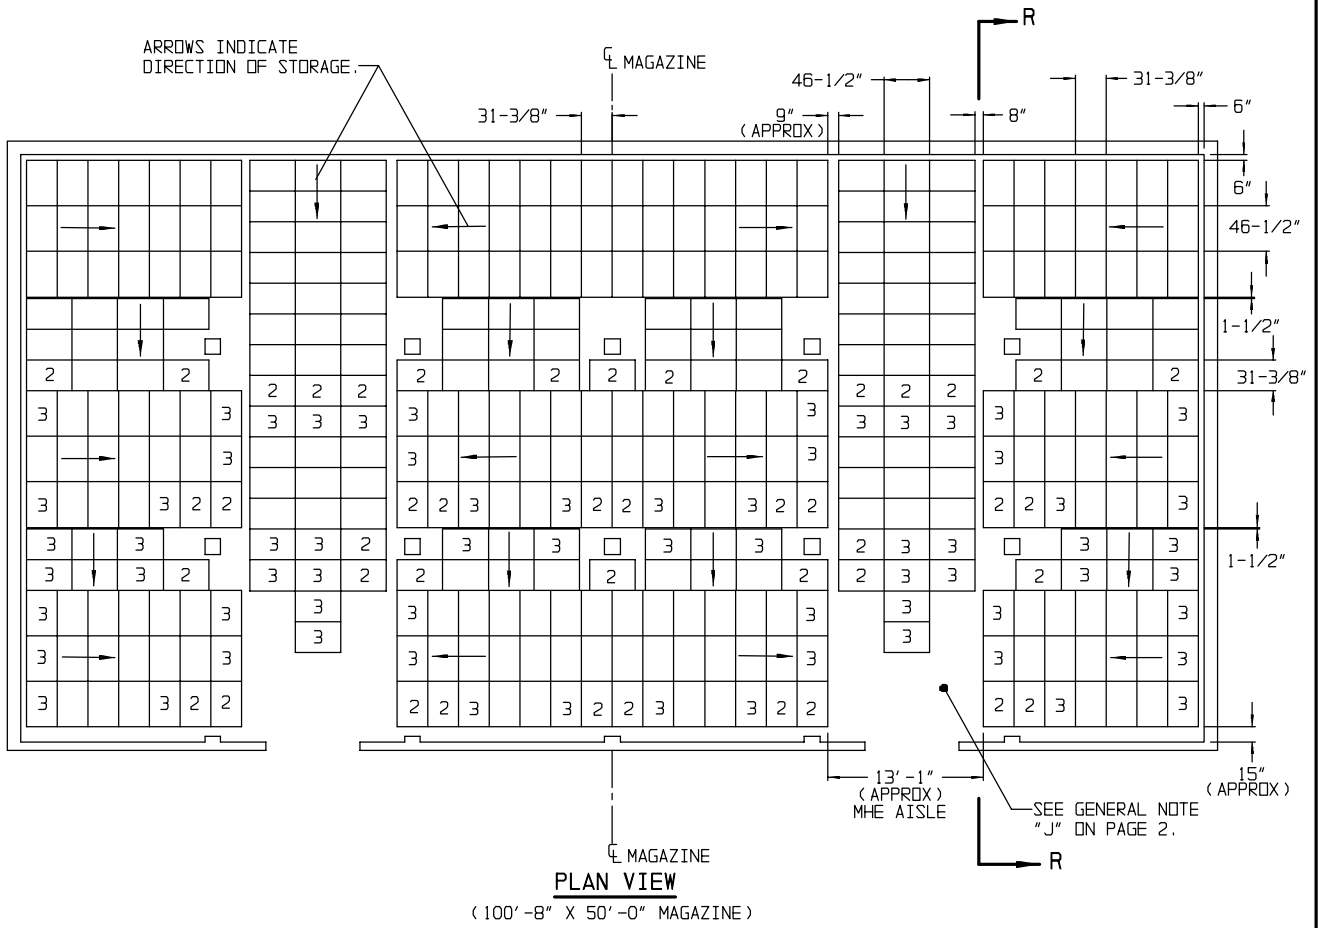 R
ARROWS INDICATE
DIRECTION OF STORAGE.
℄ MAGAZINE
46-1/2" 31-3/8"
31-3/8" 9" 8" 6"
(APPROX)
6"
46-1/2"
1-1/2"
2 2 2 2 2 2 2 2 2 31-3/8"
2 2 2 2 2 2
3 3 3 3 3 3 3 3 3 3 3 3
3 3 3 3
3 3 2 2 2 2 3 3 2 2 3 3 2 2 2 2 3 3
3 3 3 3 2 3 3 3 3 2 3 3 3 3
1-1/2"
3 3 2 3 3 2 2 2 2 2 3 3 2 3 3
3 3 3 3 3 3 3 3
3 3 3 3 3 3 3 3
3 3 2 2 2 2 3 3 2 2 3 3 2 2 2 2 3 3
13'-1" 15"
(APPROX) (APPROX)
MHE AISLE
SEE GENERAL NOTE
"J" ON PAGE 2.
℄ MAGAZINE
R
PLAN VIEW
(100'-8" X 50'-0" MAGAZINE)